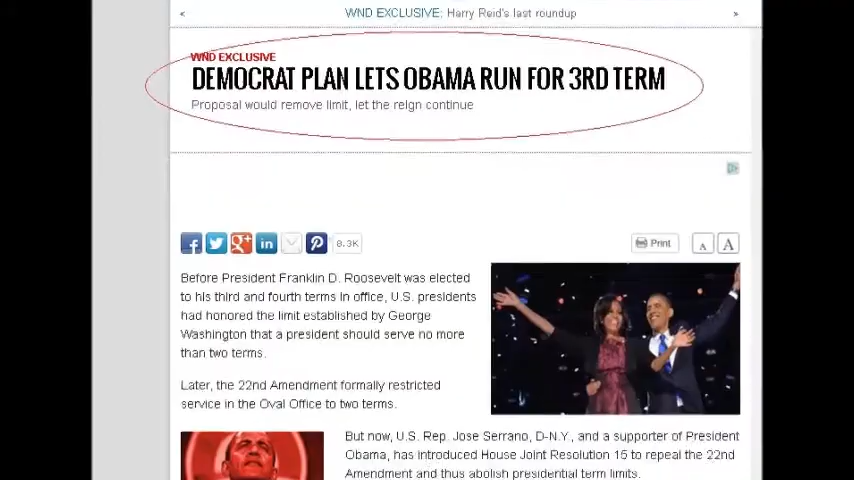 < WND EXCLUSIVE: Harry Reid's last roundup >
WND EXCLUSIVE
DEMOCRAT PLAN LETS OBAMA RUN FOR 3RD TERM
Proposal would remove limit, let the reign continue
f in 8.3K Print A A
Before President Franklin D. Roosevelt was elected
to his third and fourth terms in office, U.S. presidents
had honored the limit established by George
Washington that a president should serve no more
than two terms.
Later, the 22nd Amendment formally restricted
service in the Oval Office to two terms.
But now, U.S. Rep. Jose Serrano, D-N.Y., and a supporter of President
Obama, has introduced House Joint Resolution 15 to repeal the 22nd
Amendment and thus abolish presidential term limits.